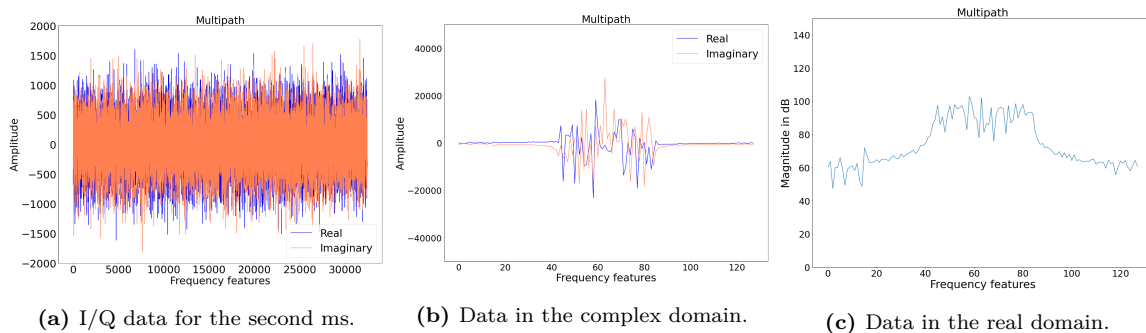 Multipath
2000
1500
1000
500
0
−500
−1000
−1500
−2000
Amplitude
Real
Imaginary
0 5000 10000 15000 20000 25000 30000
Frequency features
(a) I/Q data for the second ms.
Multipath
40000
20000
0
−20000
−40000
Amplitude
Real
Imaginary
0 20 40 60 80 100 120
Frequency features
(b) Data in the complex domain.
Multipath
140
120
100
80
60
40
20
0
Magnitude in dB
0 20 40 60 80 100 120
Frequency features
(c) Data in the real domain.